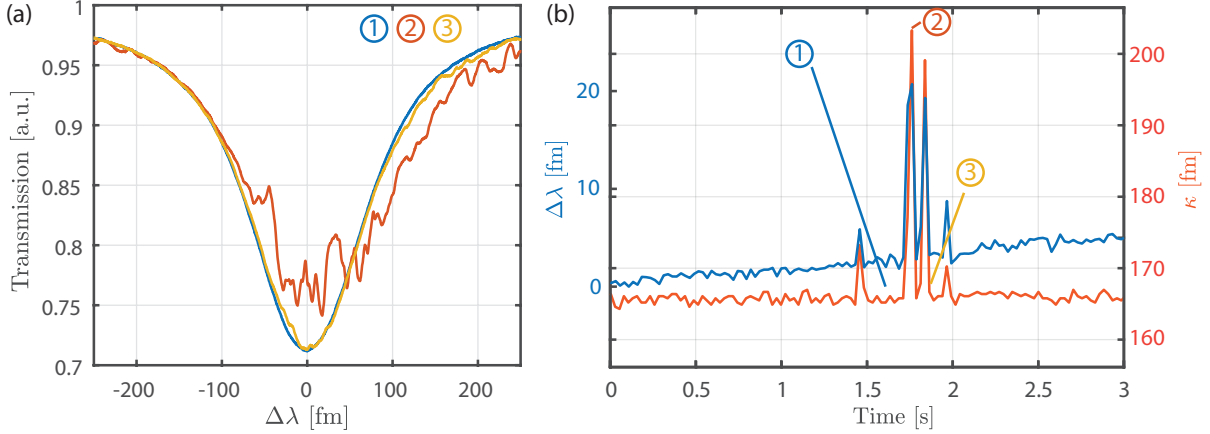 (a)
1 2 3
Transmission [a.u.]
1
0.95
0.9
0.85
0.8
0.75
0.7
-200 -100 0 100 200
Δλ [fm]
(b)
1
2
3
Δλ [fm]
20
10
0
κ [fm]
200
190
180
170
160
0 0.5 1 1.5 2 2.5 3
Time [s]